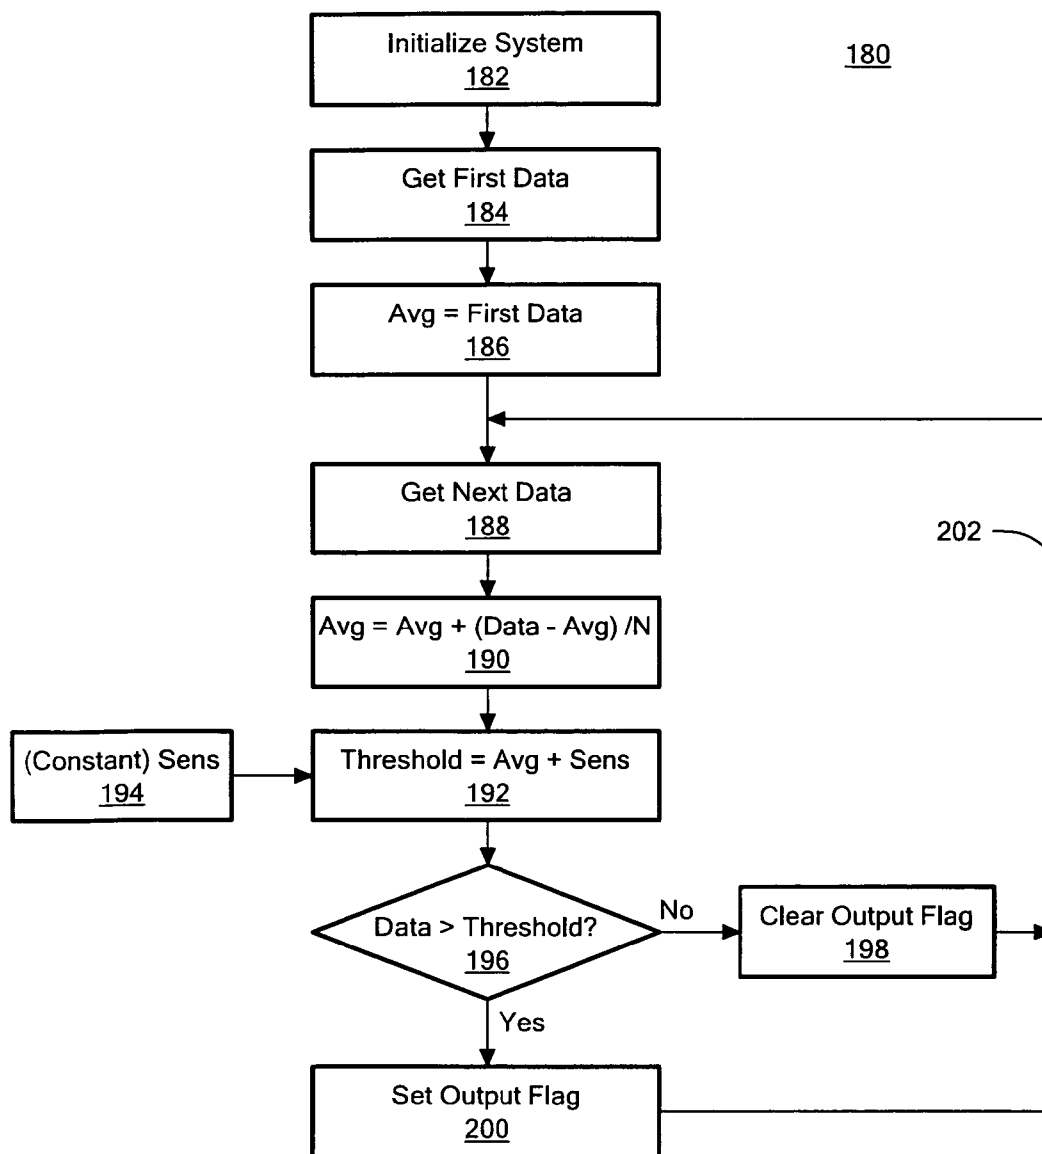 Initialize System
182
180
Get First Data
184
Avg = First Data
186
Get Next Data
188
202
Avg = Avg + (Data - Avg) /N
190
(Constant) Sens
194
Threshold = Avg + Sens
192
Data > Threshold?
196
No
Clear Output Flag
198
Yes
Set Output Flag
200